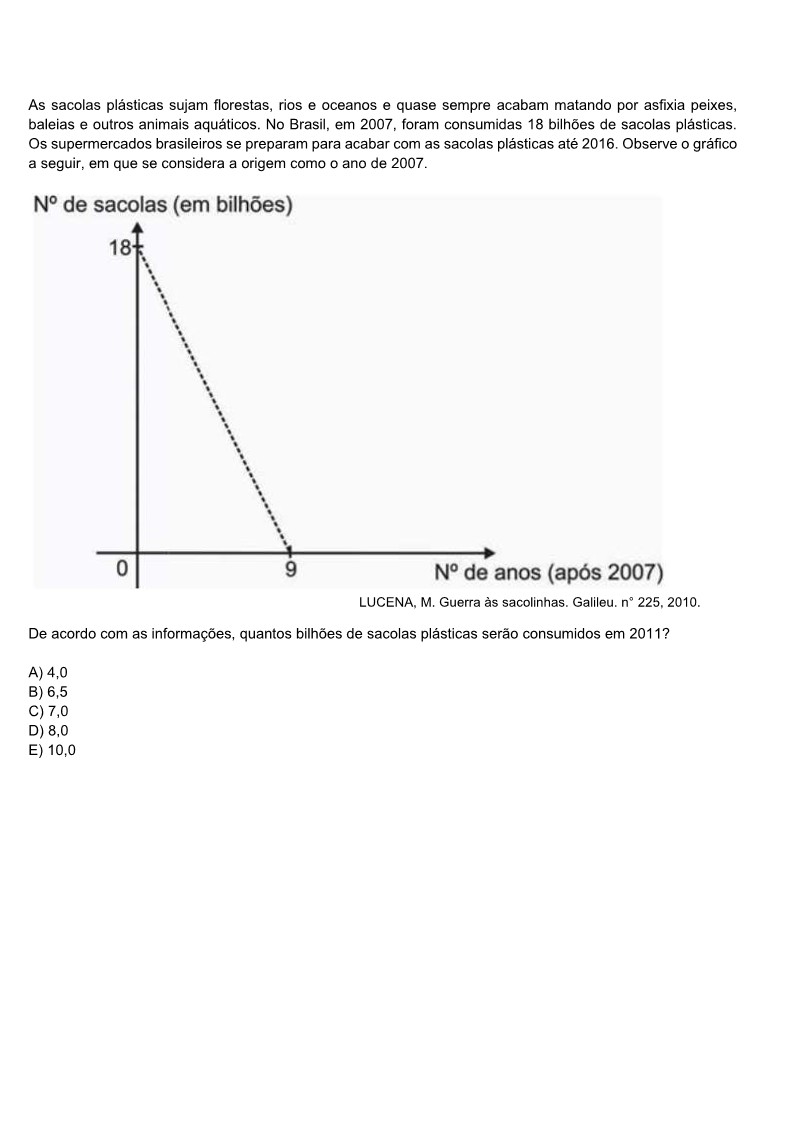 As sacolas plásticas sujam florestas, rios e oceanos e quase sempre acabam matando por asfixia peixes,
baleias e outros animais aquáticos. No Brasil, em 2007, foram consumidas 18 bilhões de sacolas plásticas.
Os supermercados brasileiros se preparam para acabar com as sacolas plásticas até 2016. Observe o gráfico
a seguir, em que se considera a origem como o ano de 2007.
Nº de sacolas (em bilhões)
18
0
9
Nº de anos (após 2007)
LUCENA, M. Guerra às sacolinhas. Galileu. n° 225, 2010.
De acordo com as informações, quantos bilhões de sacolas plásticas serão consumidos em 2011?
A) 4,0
B) 6,5
C) 7,0
D) 8,0
E) 10,0